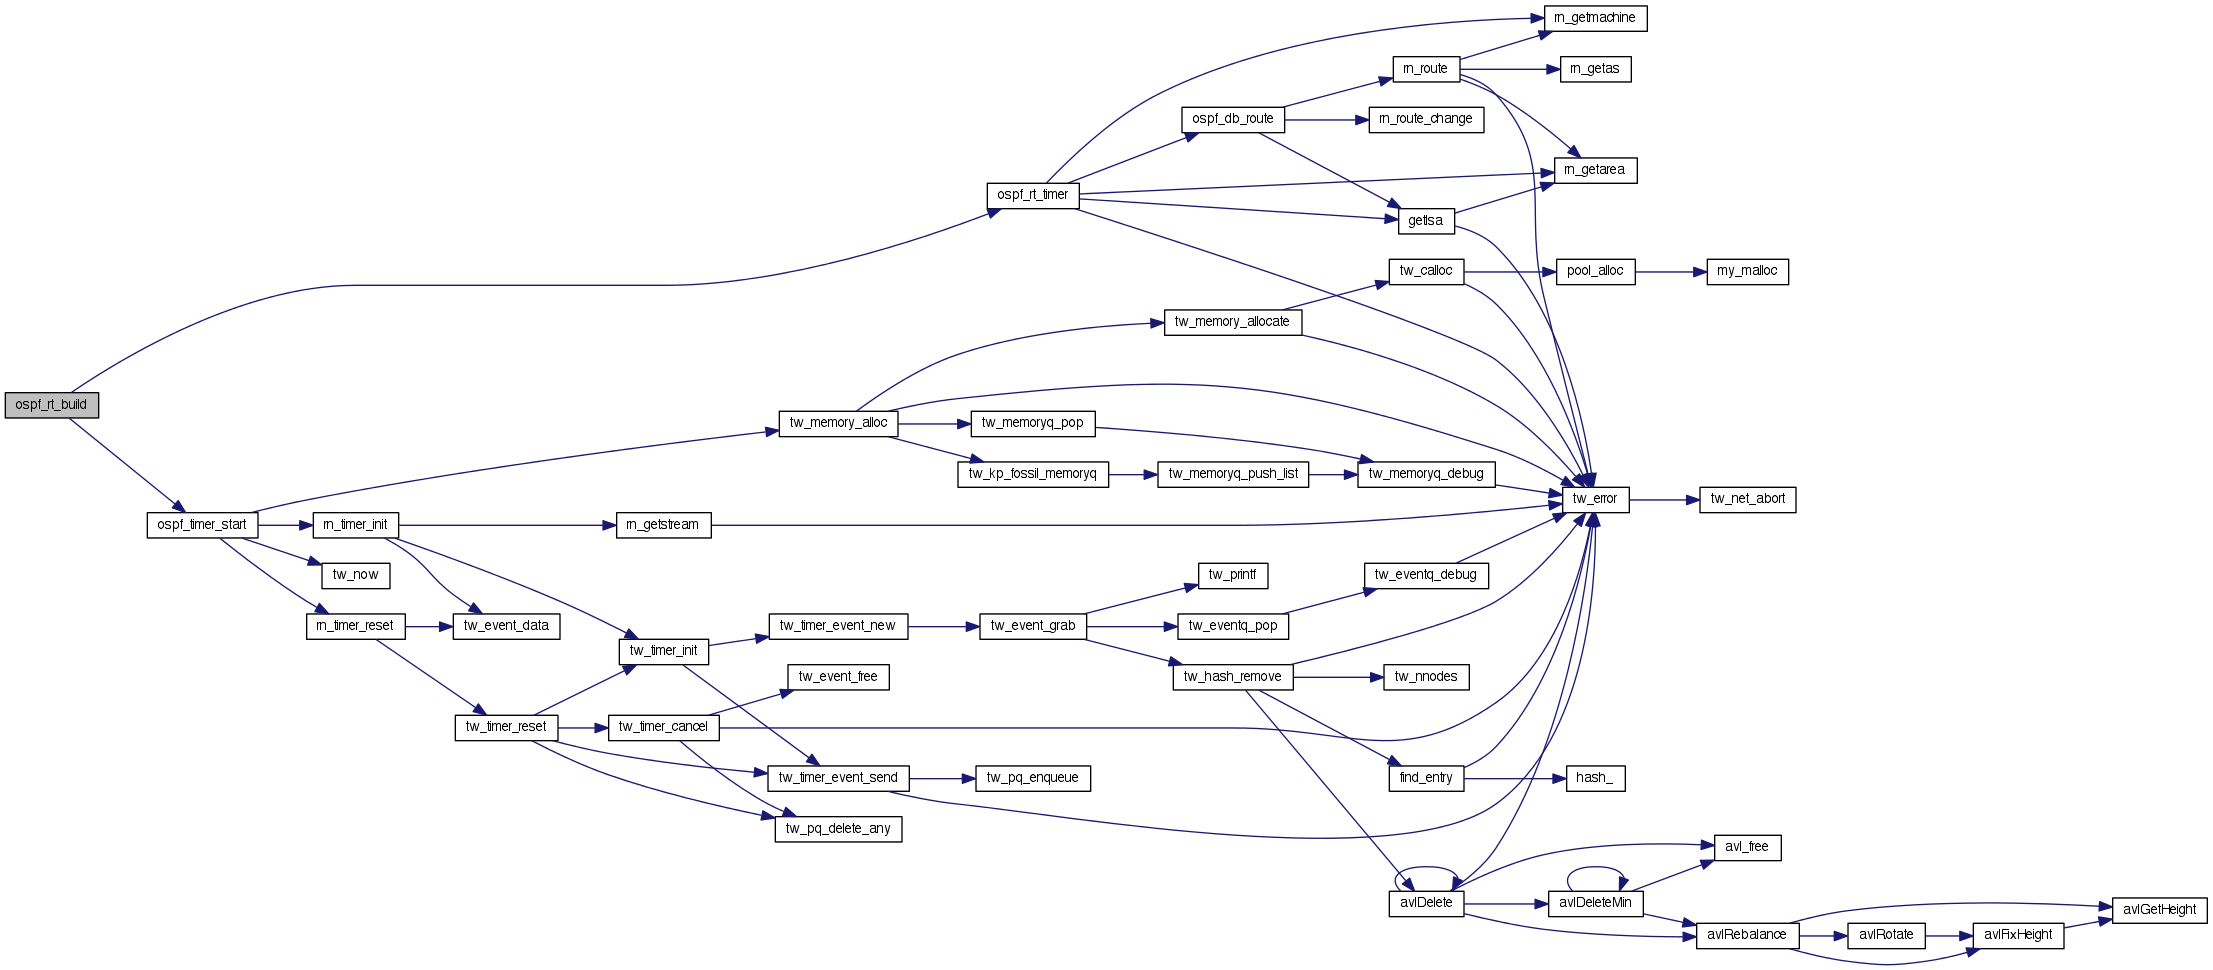 rn_getmachine
rn_route
rn_getas
ospf_db_route
rn_route_change
rn_getarea
ospf_rt_timer
getlsa
tw_calloc
pool_alloc
my_malloc
tw_memory_allocate
ospf_rt_build
tw_memory_alloc
tw_memoryq_pop
tw_kp_fossil_memoryq
tw_memoryq_push_list
tw_memoryq_debug
tw_error
tw_net_abort
ospf_timer_start
rn_timer_init
rn_getstream
tw_now
tw_printf
tw_eventq_debug
rn_timer_reset
tw_event_data
tw_timer_event_new
tw_event_grab
tw_eventq_pop
tw_timer_init
tw_event_free
tw_hash_remove
tw_nnodes
tw_timer_reset
tw_timer_cancel
tw_timer_event_send
tw_pq_enqueue
find_entry
hash_
tw_pq_delete_any
avl_free
avlDelete
avlDeleteMin
avlGetHeight
avlRebalance
avlRotate
avlFixHeight